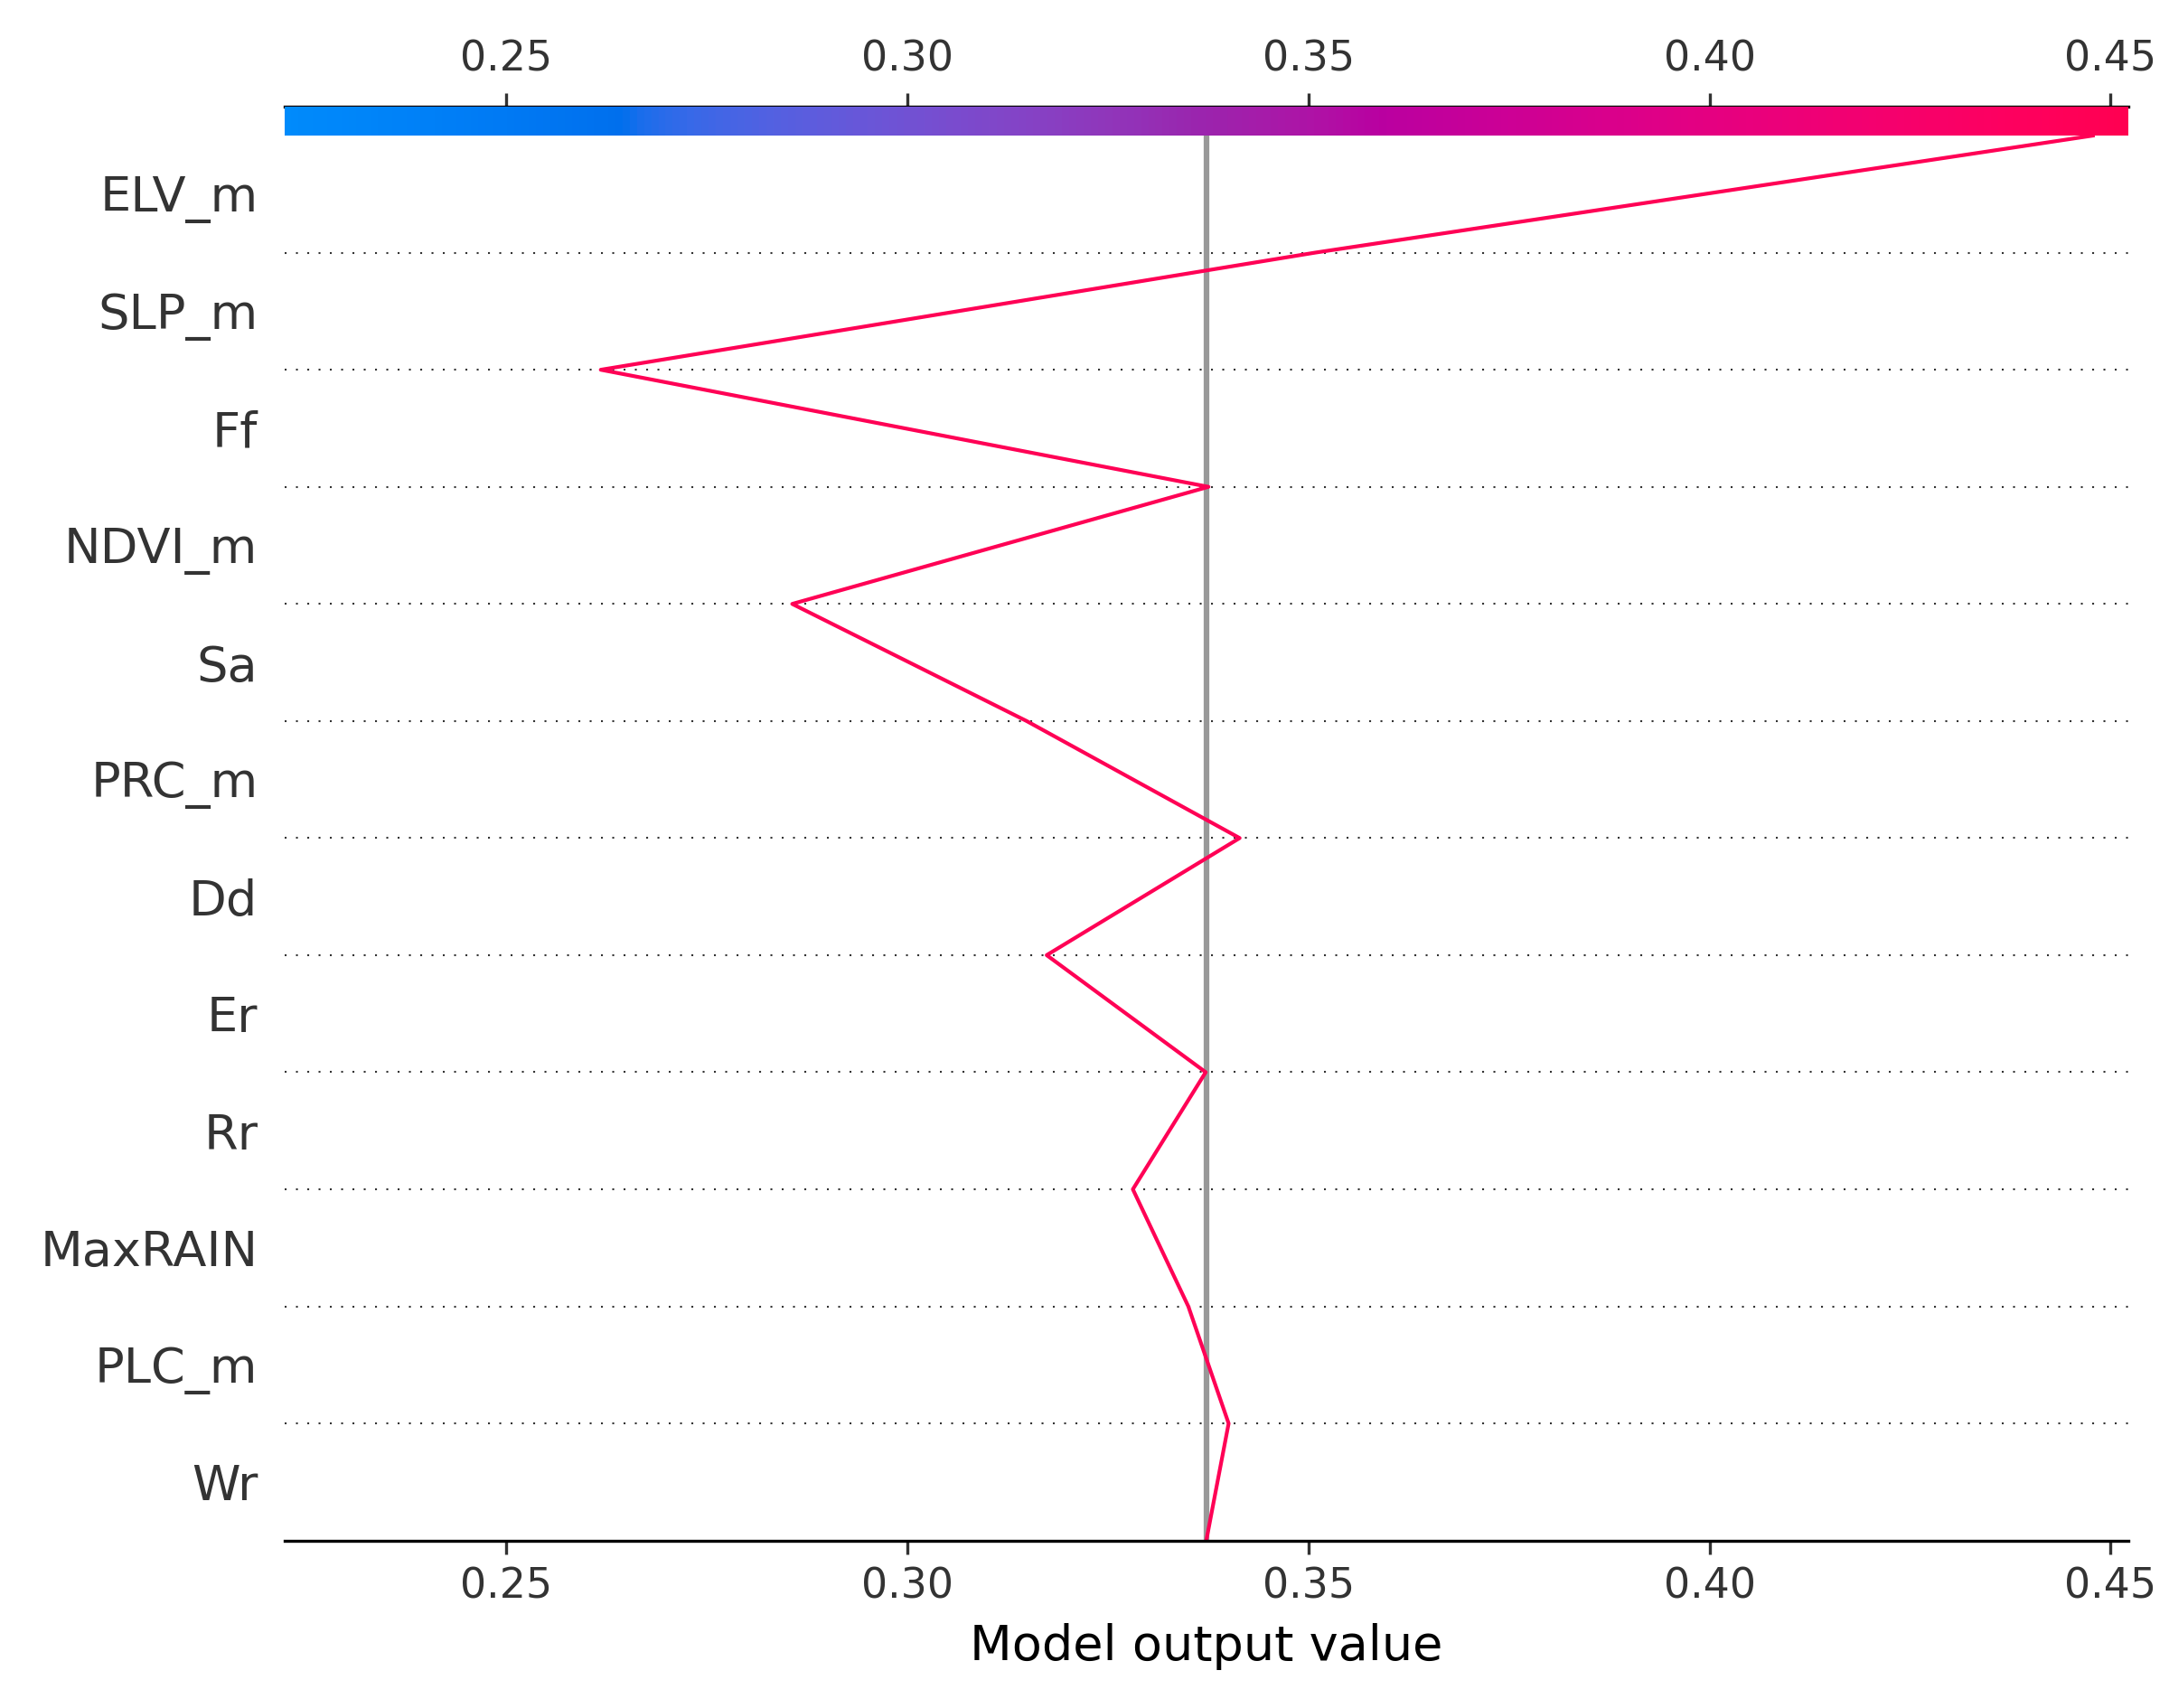 0.25 0.30 0.35 0.40 0.45
ELV_m
SLP_m
Ff
NDVI_m
Sa
PRC_m
Dd
Er
Rr
MaxRAIN
PLC_m
Wr
0.25 0.30 0.35 0.40 0.45
Model output value